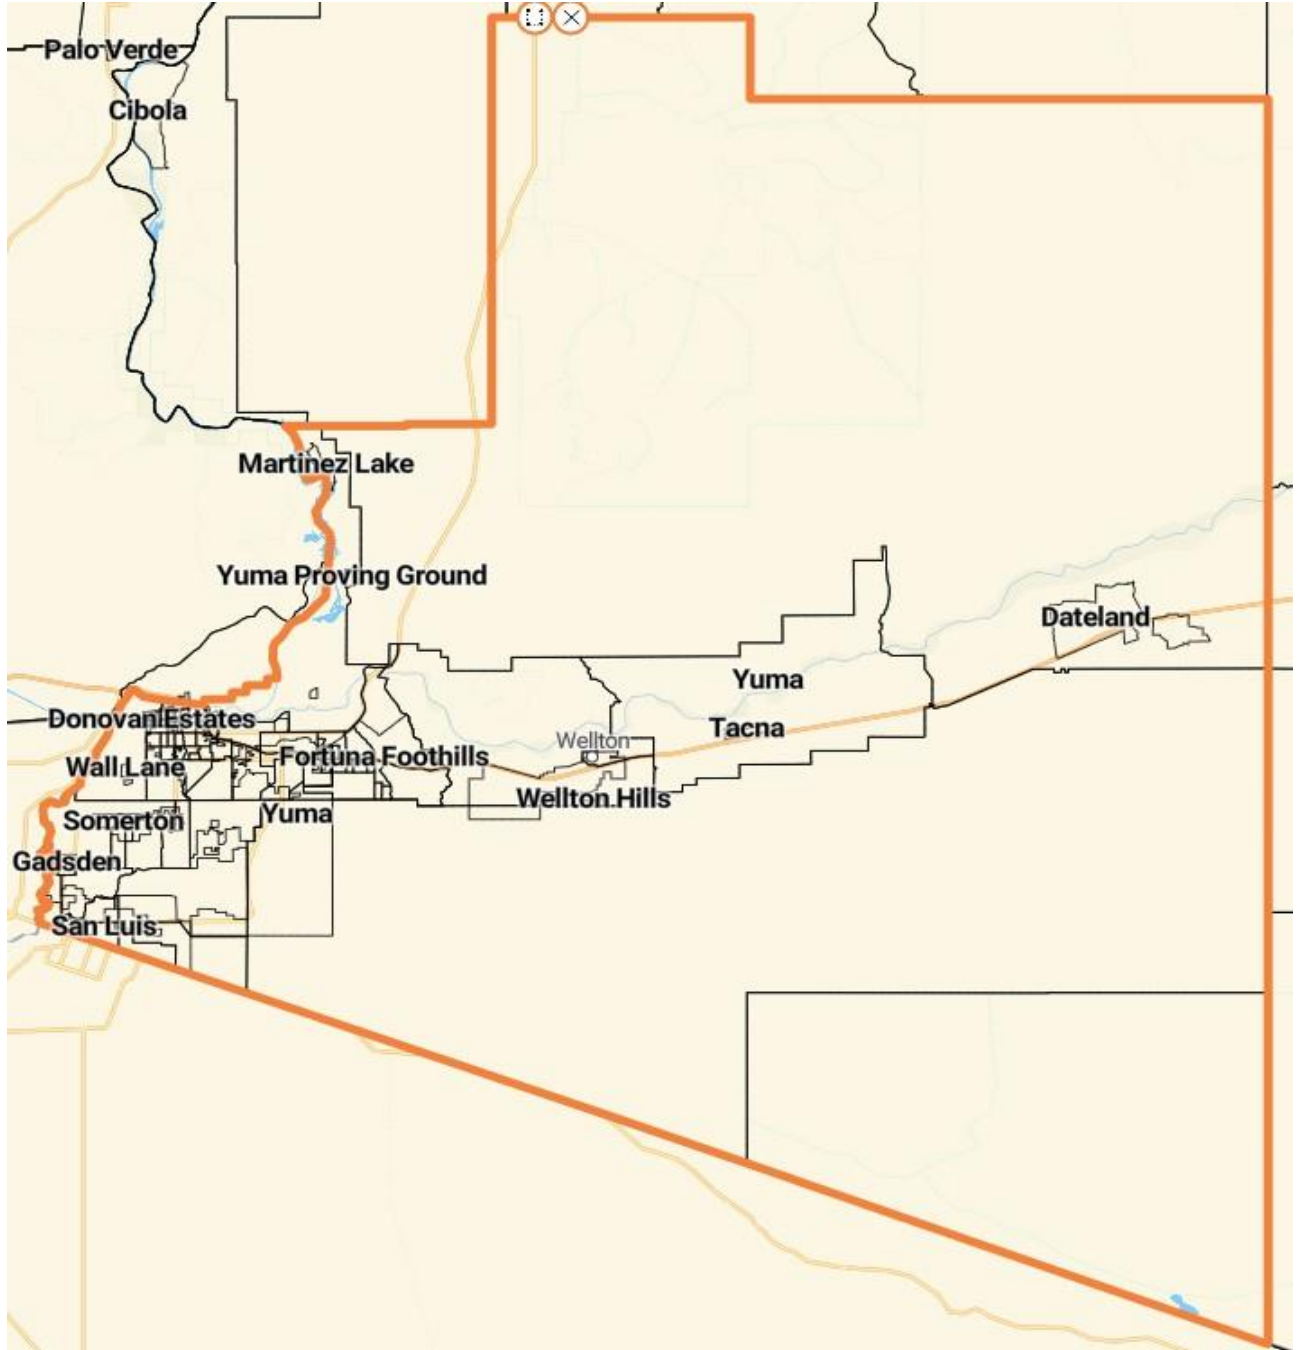 Palo Verde
Cibola
Martinez Lake
Yuma Proving Ground
Dateland
Yuma
Donovan Estates
Tacna
Wellton
Fortuna Foothills
Wall Lane
Wellton Hills
Yuma
Somerton
Gadsden
San Luis